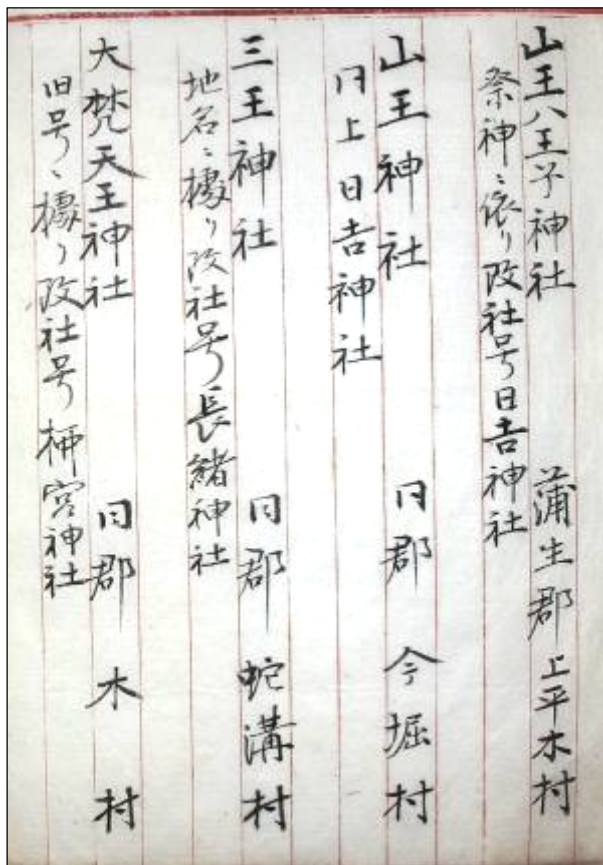 山王八王子神社　蒲生郡上平木村
祭神ニ依リ改社号日吉神社
山王神社　同郡　今堀村
同上日吉神社
三王神社　同郡　蛇溝村
地名ニ據リ改社号長緒神社
大梵天王神社　同郡　木村
旧号ニ據リ改社号　柵宮神社